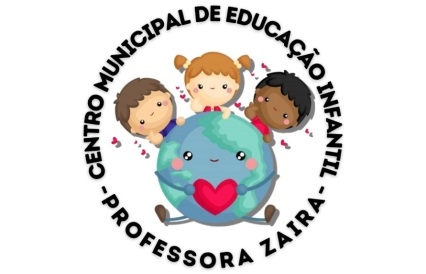 CENTRO MUNICIPAL DE EDUCAÇÃO INFANTIL
- PROFESSORA ZAIRA -